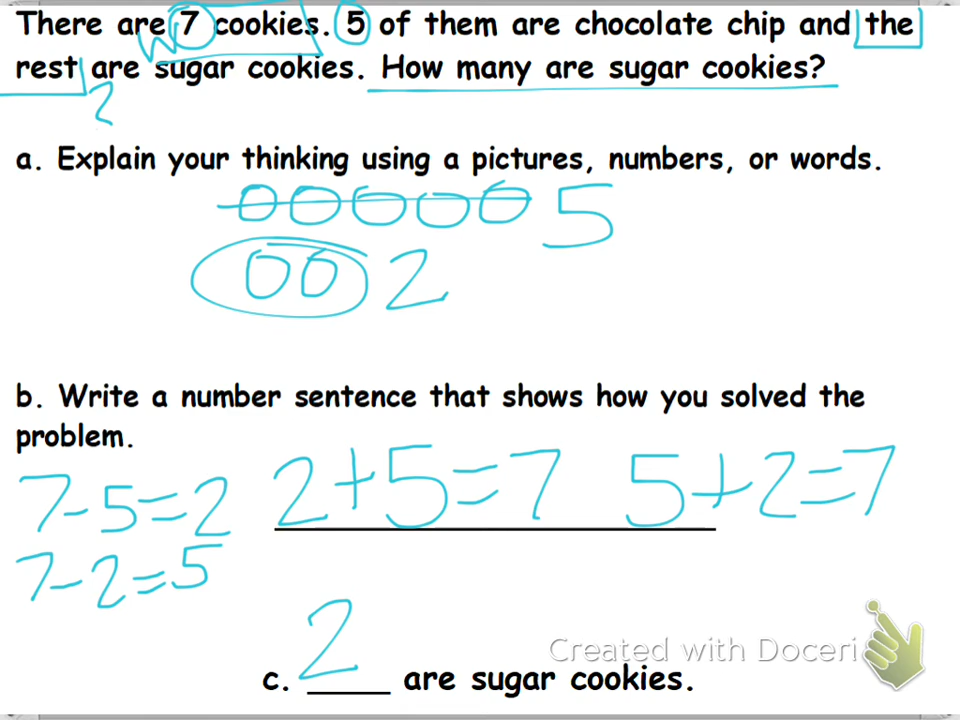 There are 7 cookies. 5 of them are chocolate chip and the
rest are sugar cookies. How many are sugar cookies?
2
a. Explain your thinking using a pictures, numbers, or words.
00000 5
00 2
b. Write a number sentence that shows how you solved the
problem.
7-5=2 2+5=7 5+2=7
7-2=5
2
Created with Doceri
c. ____ are sugar cookies.